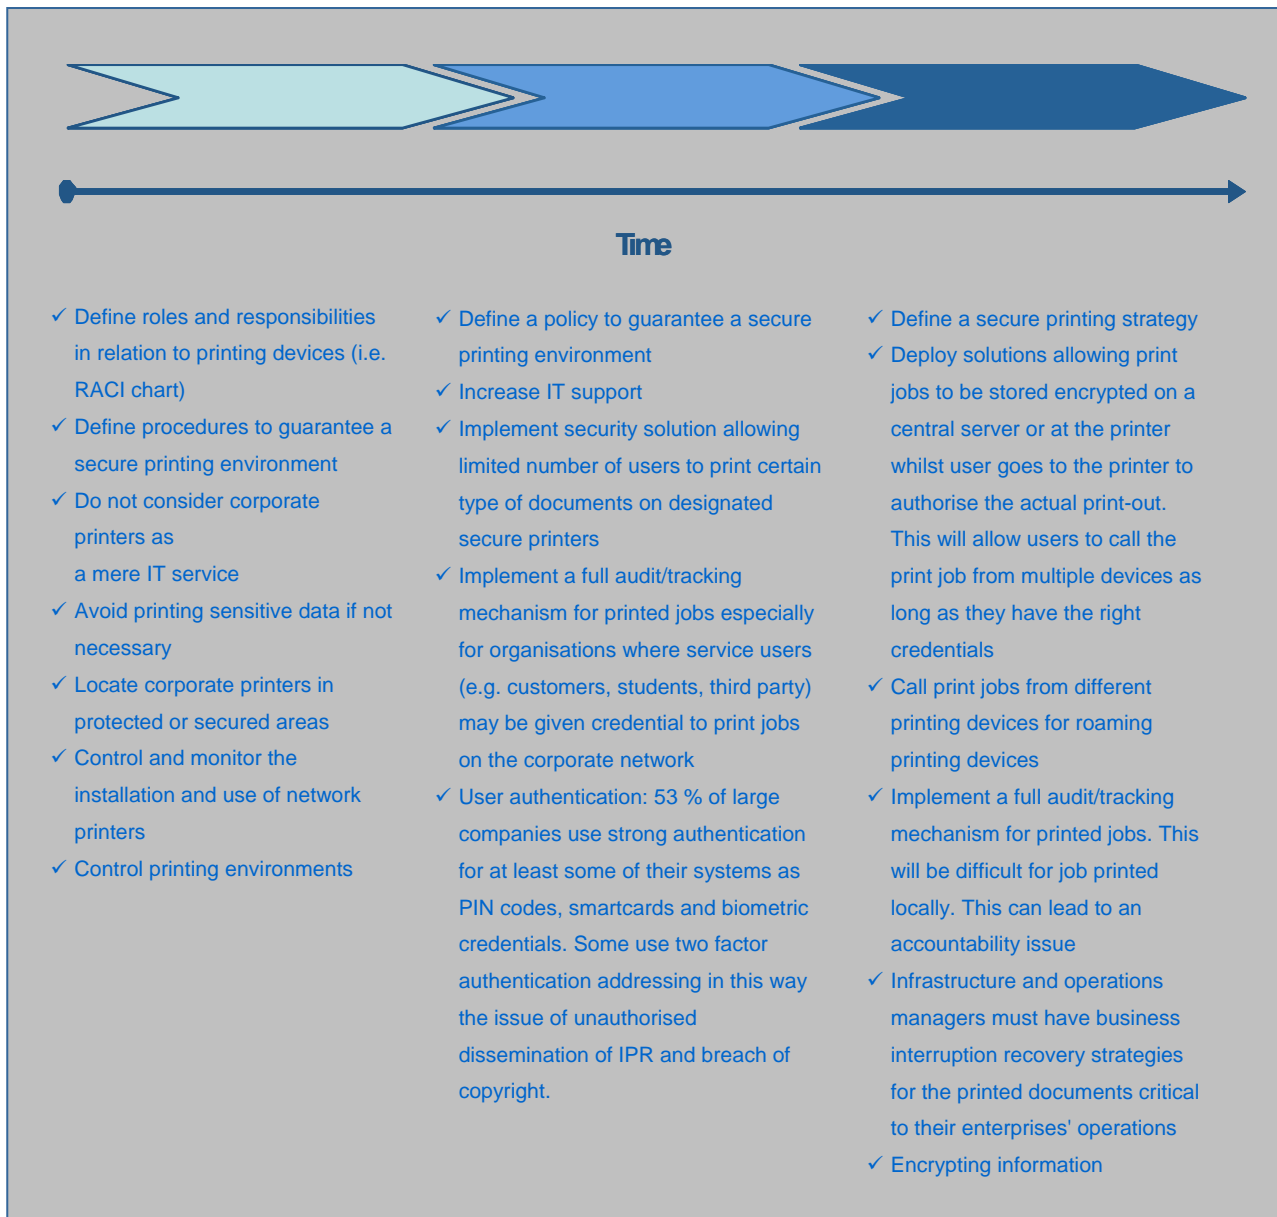 Time
✓ Define roles and responsibilities
in relation to printing devices (i.e.
RACI chart)
✓ Define procedures to guarantee a
secure printing environment
✓ Do not consider corporate
printers as
a mere IT service
✓ Avoid printing sensitive data if not
necessary
✓ Locate corporate printers in
protected or secured areas
✓ Control and monitor the
installation and use of network
printers
✓ Control printing environments
✓ Define a policy to guarantee a secure
printing environment
✓ Increase IT support
✓ Implement security solution allowing
limited number of users to print certain
type of documents on designated
secure printers
✓ Implement a full audit/tracking
mechanism for printed jobs especially
for organisations where service users
(e.g. customers, students, third party)
may be given credential to print jobs
on the corporate network
✓ User authentication: 53 % of large
companies use strong authentication
for at least some of their systems as
PIN codes, smartcards and biometric
credentials. Some use two factor
authentication addressing in this way
the issue of unauthorised
dissemination of IPR and breach of
copyright.
✓ Define a secure printing strategy
✓ Deploy solutions allowing print
jobs to be stored encrypted on a
central server or at the printer
whilst user goes to the printer to
authorise the actual print-out.
This will allow users to call the
print job from multiple devices as
long as they have the right
credentials
✓ Call print jobs from different
printing devices for roaming
printing devices
✓ Implement a full audit/tracking
mechanism for printed jobs. This
will be difficult for job printed
locally. This can lead to an
accountability issue
✓ Infrastructure and operations
managers must have business
interruption recovery strategies
for the printed documents critical
to their enterprises' operations
✓ Encrypting information